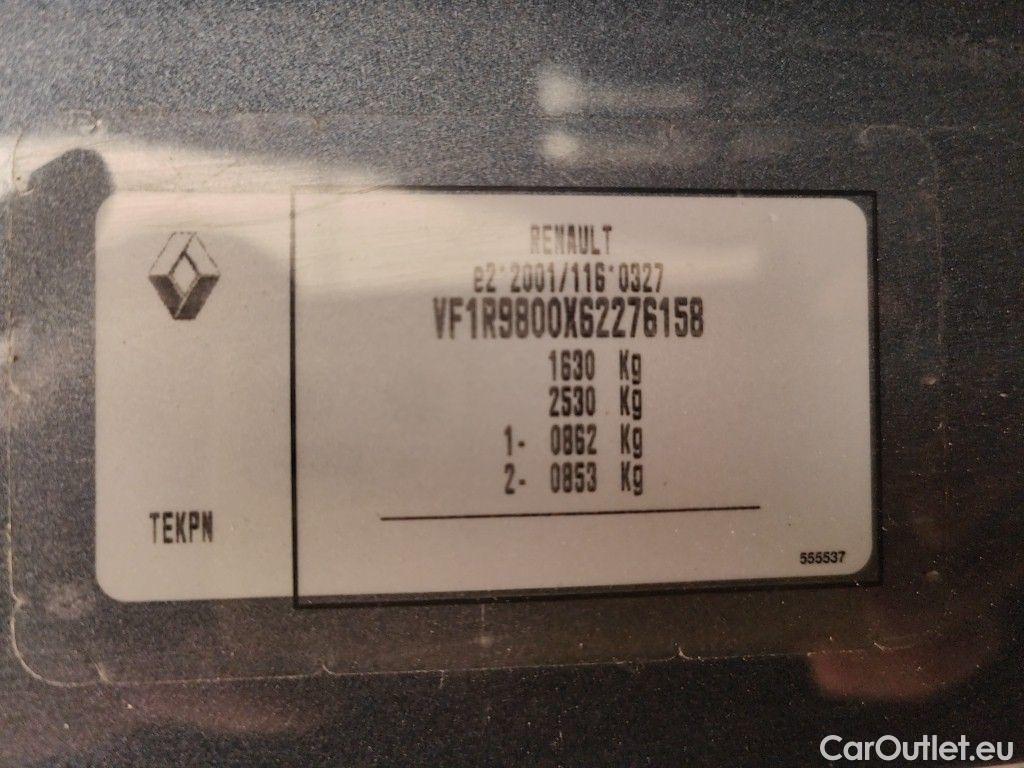 RENAULT
e2*2001/116*0327
VF1R9800X62276158
1630 Kg
2530 Kg
1- 0862 Kg
2- 0853 Kg
TEKPN
555537
CarOutlet.eu